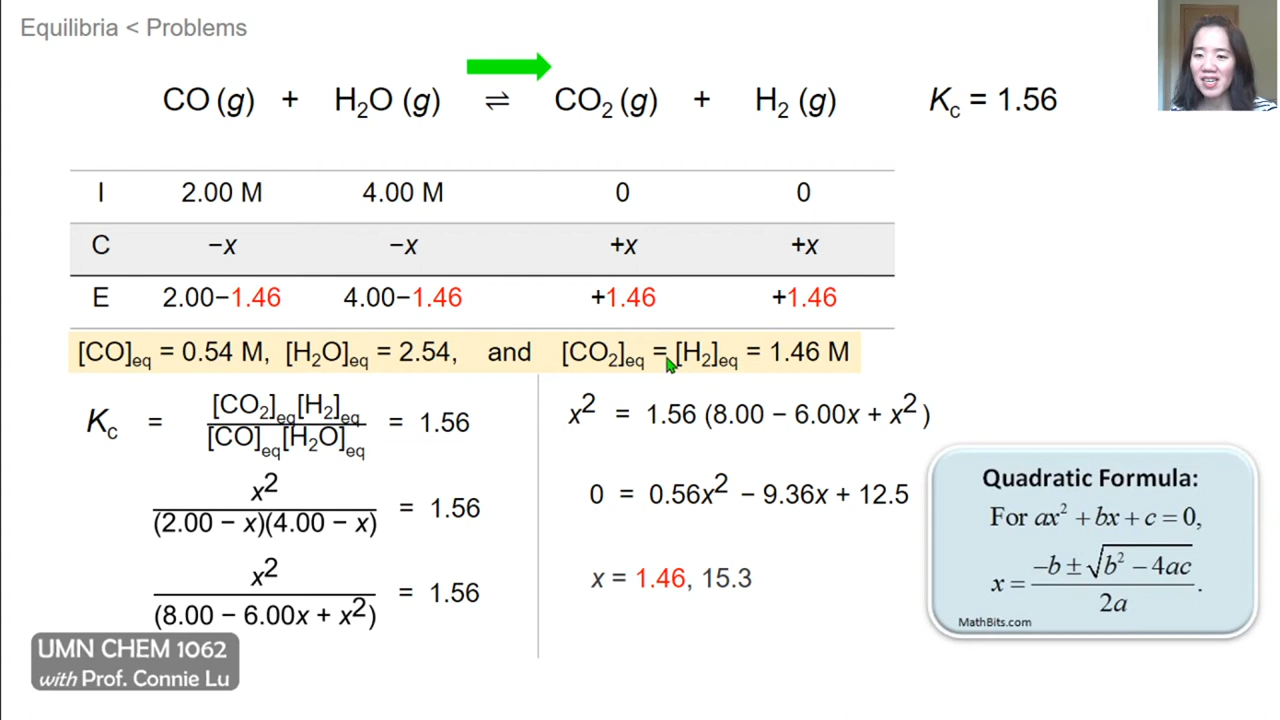 Equilibria < Problems
CO (g) + H₂O (g) ⇌ CO₂ (g) + H₂ (g) K꜀ = 1.56
I 2.00 M 4.00 M 0 0
C −x −x +x +x
E 2.00−1.46 4.00−1.46 +1.46 +1.46
[CO]eq = 0.54 M, [H₂O]eq = 2.54, and [CO₂]eq = [H₂]eq = 1.46 M
Kc = [CO₂]eq[H₂]eq / [CO]eq[H₂O]eq = 1.56
x² / (2.00 − x)(4.00 − x) = 1.56
x² / (8.00 − 6.00x + x²) = 1.56
x² = 1.56 (8.00 − 6.00x + x²)
0 = 0.56x² − 9.36x + 12.5
x = 1.46, 15.3
Quadratic Formula:
For ax² + bx + c = 0,
x = −b ± √b² − 4ac / 2a .
MathBits.com
UMN CHEM 1062
with Prof. Connie Lu